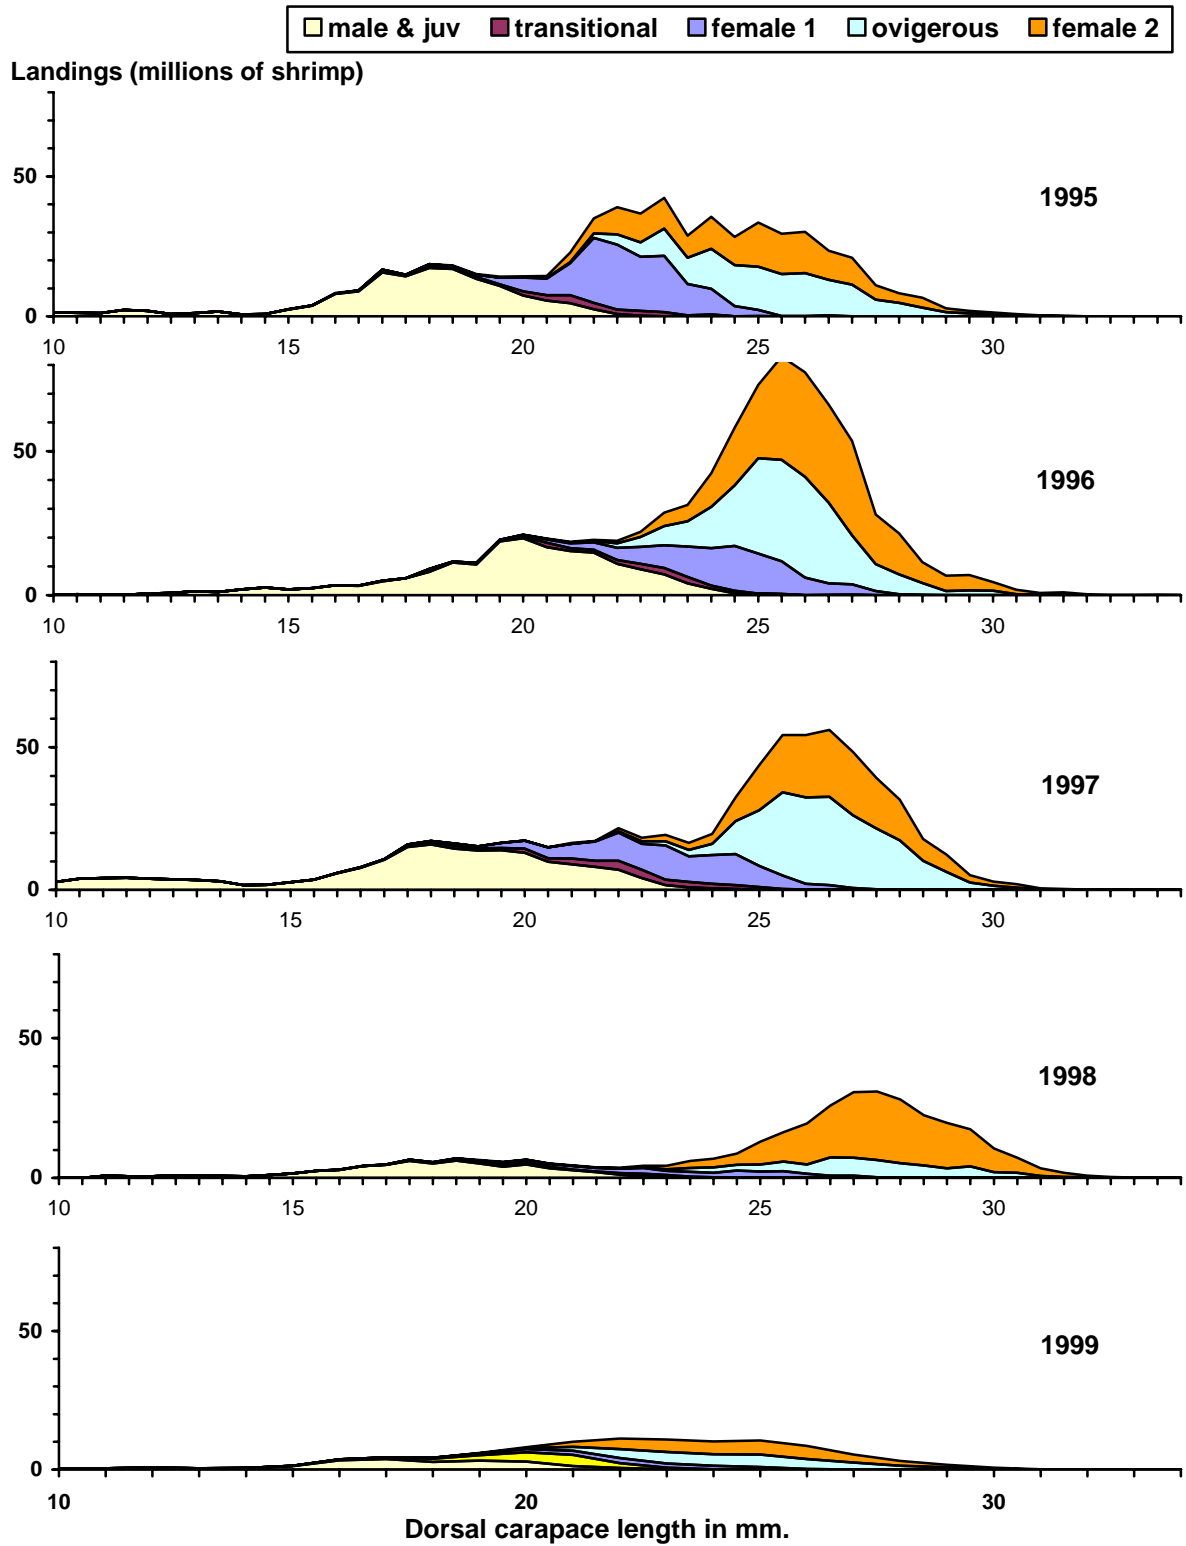 male & juv transitional female 1 ovigerous female 2
Landings (millions of shrimp)
50
1995
0
10 15 20 25 30
50
1996
0
10 15 20 25 30
50
1997
0
10 15 20 25 30
50
1998
0
10 15 20 25 30
50
1999
0
10 20 30
Dorsal carapace length in mm.